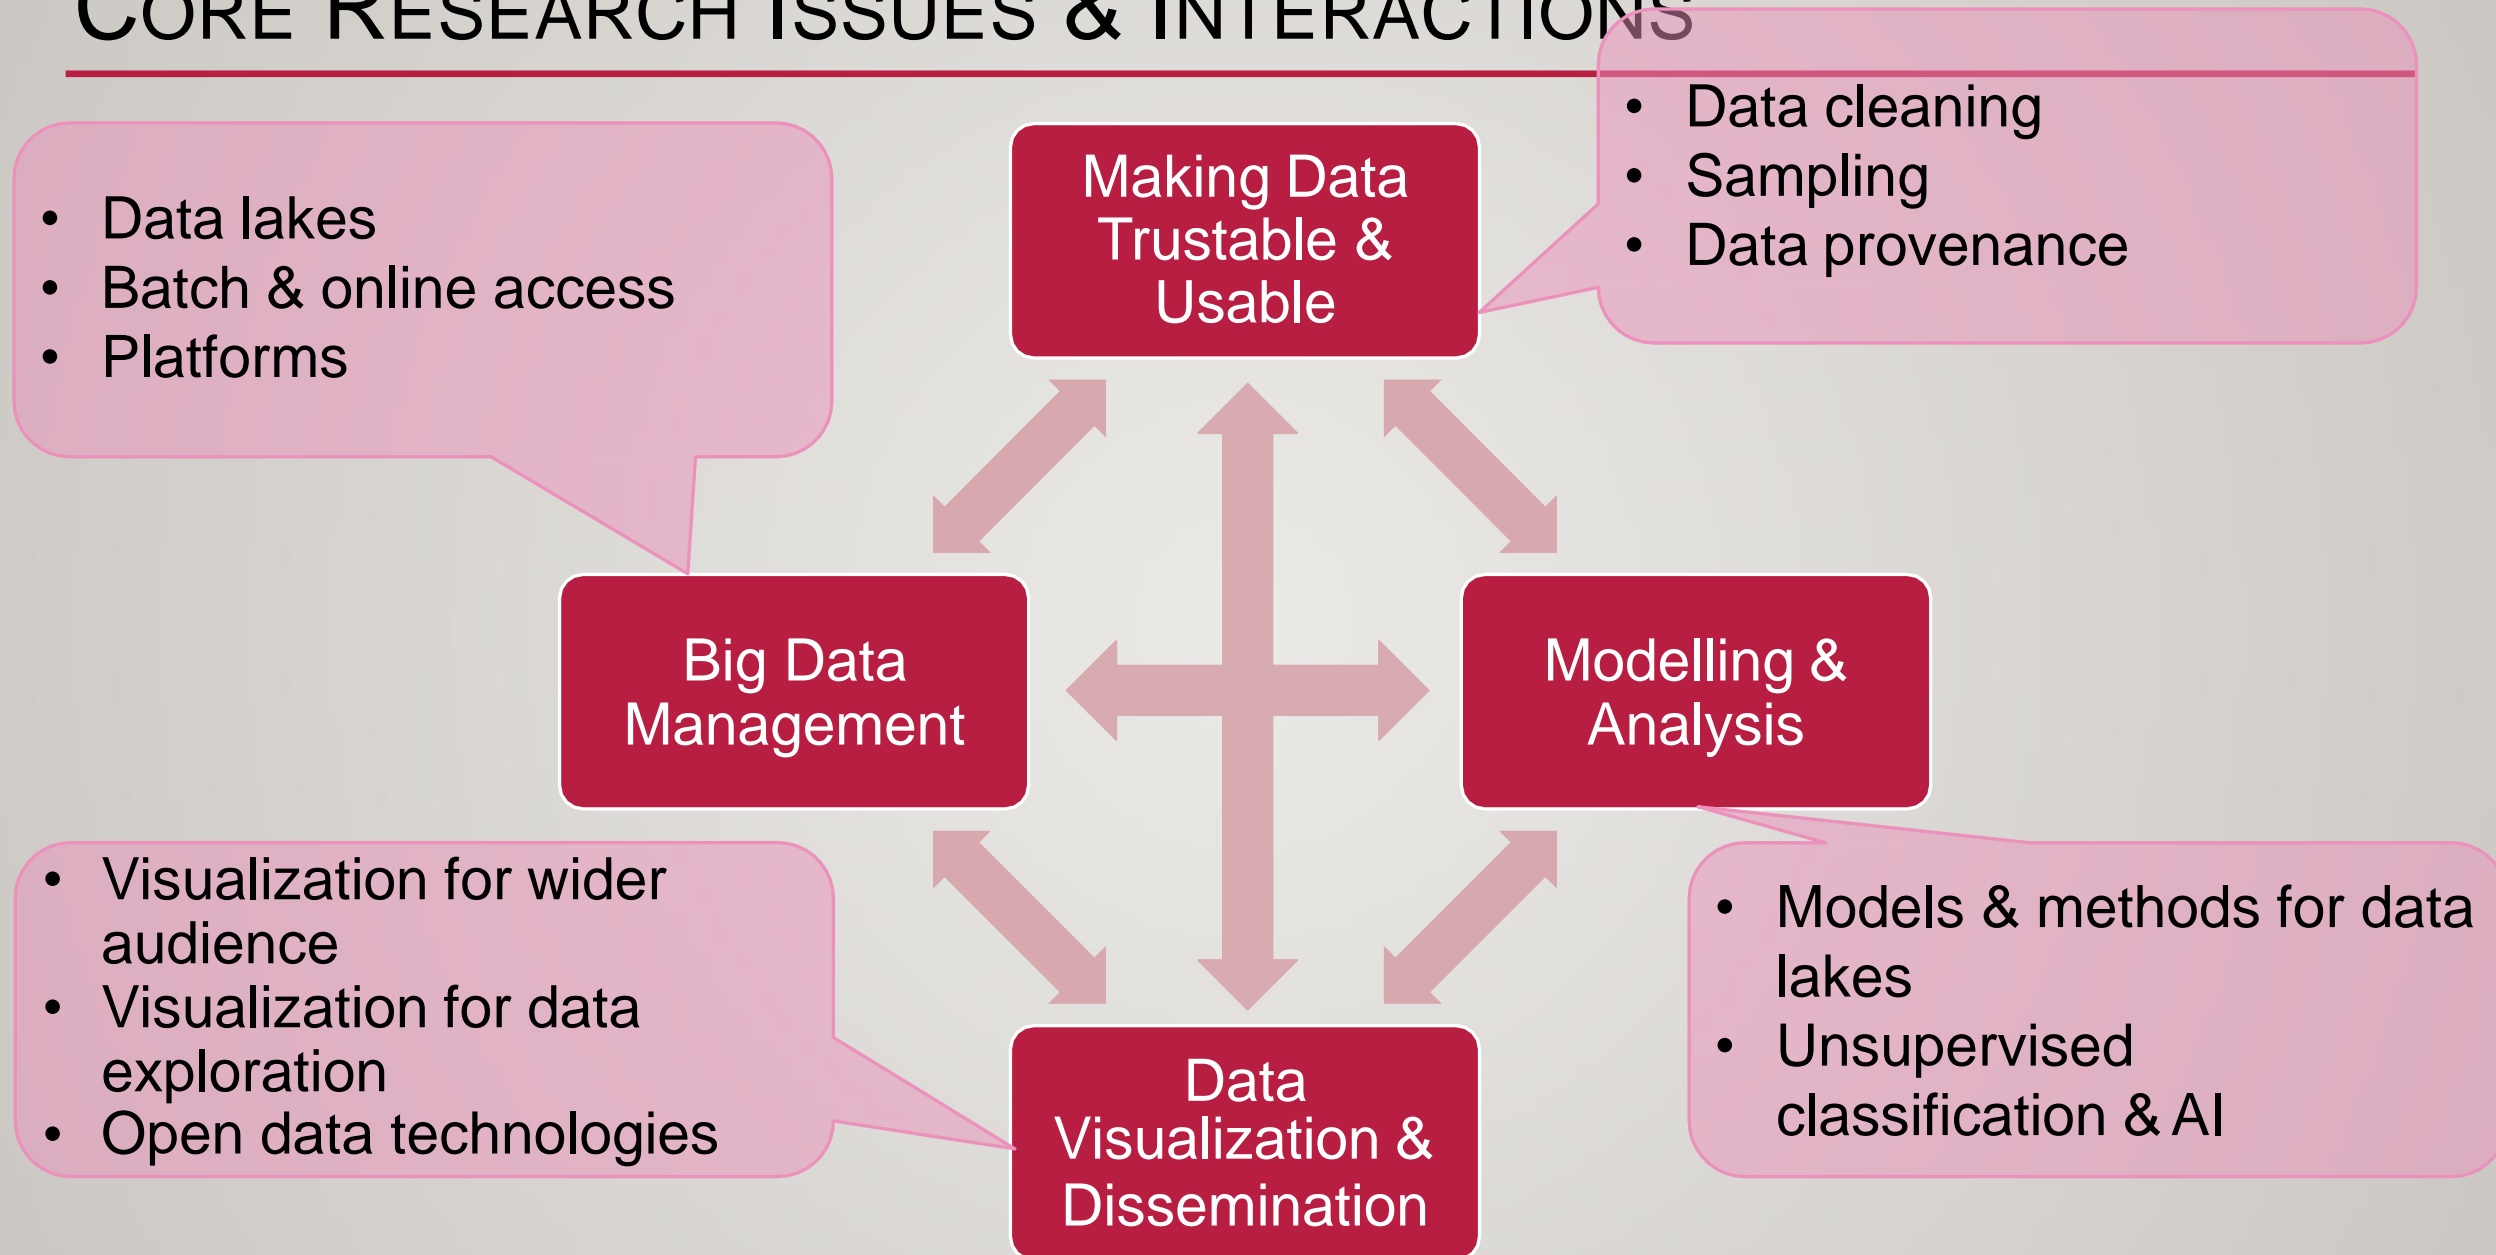 CORE RESEARCH ISSUES & INTERACTIONS
• Data cleaning
• Sampling
• Data provenance
Making Data
Trustable &
Usable
• Data lakes
• Batch & online access
• Platforms
Big Data
Management
Modelling &
Analysis
• Visualization for wider
audience
• Visualization for data
exploration
• Open data technologies
• Models & methods for data
lakes
• Unsupervised
classification & AI
Data
Visualization &
Dissemination